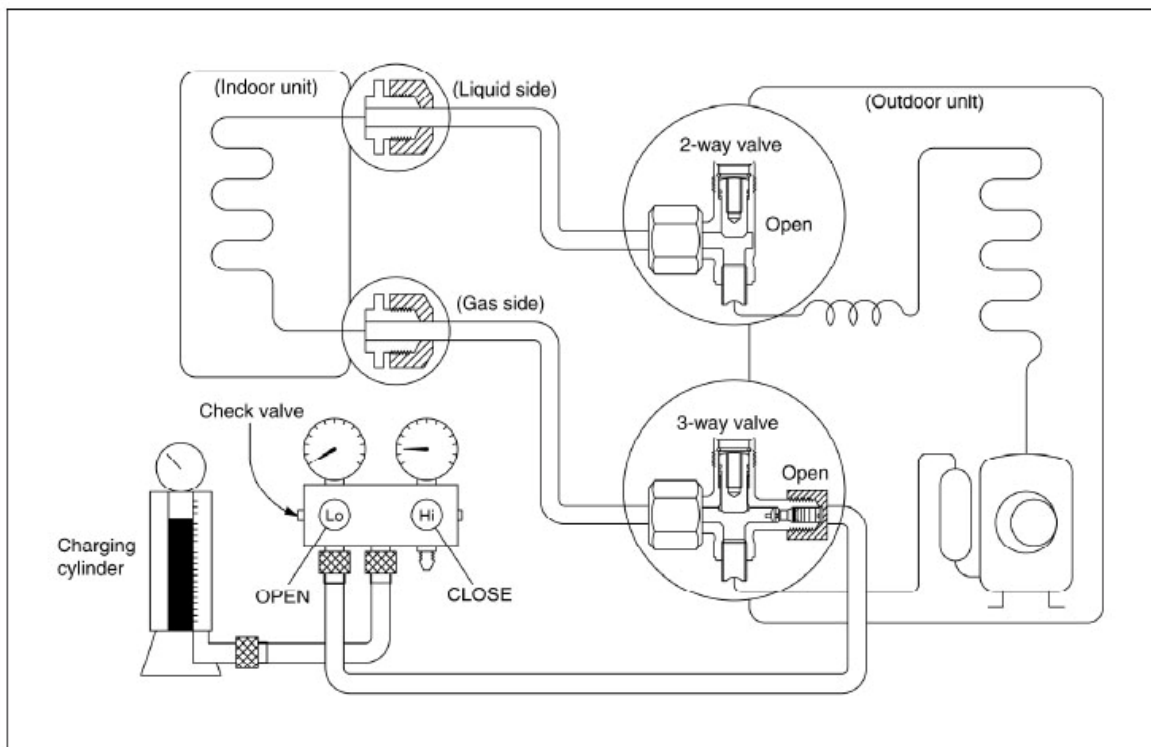 (Indoor unit)
(Liquid side)
(Outdoor unit)
2-way valve
Open
(Gas side)
Check valve
3-way valve
Open
Lo
Hi
Charging
cylinder
OPEN
CLOSE